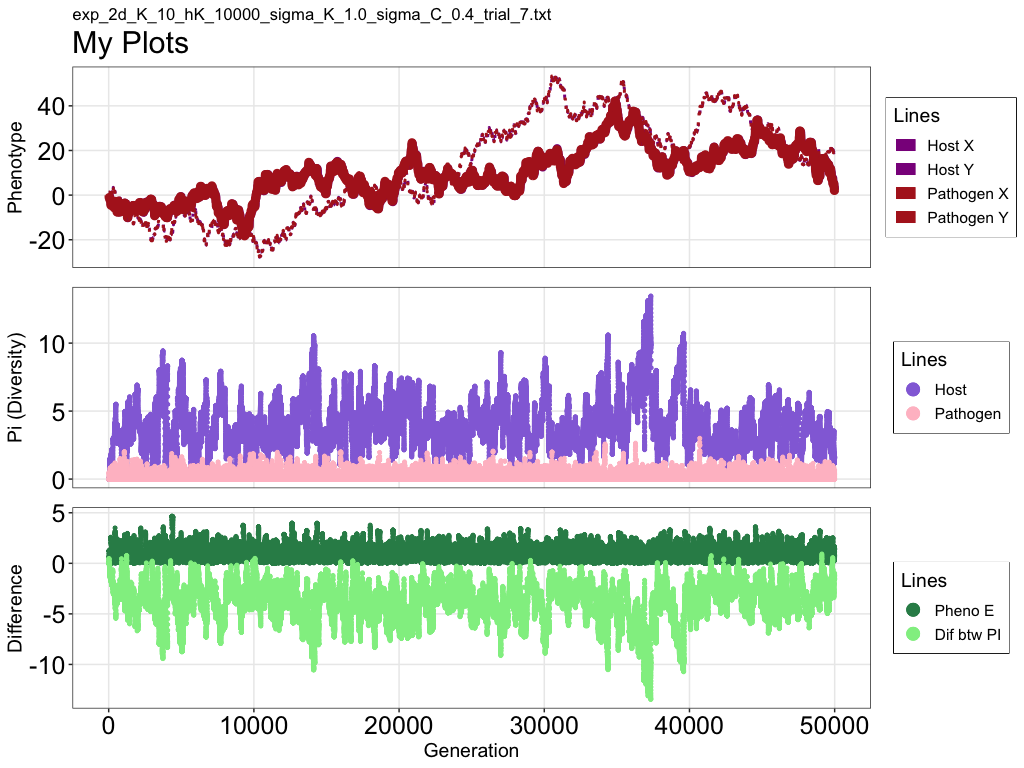 exp_2d_K_10_hK_10000_sigma_K_1.0_sigma_C_0.4_trial_7.txt
My Plots
Phenotype
40
20
0
-20
Lines
Host X
Host Y
Pathogen X
Pathogen Y
Pi (Diversity)
10
5
0
Lines
Host
Pathogen
Difference
5
0
-5
-10
Lines
Pheno E
Dif btw PI
0 10000 20000 30000 40000 50000
Generation